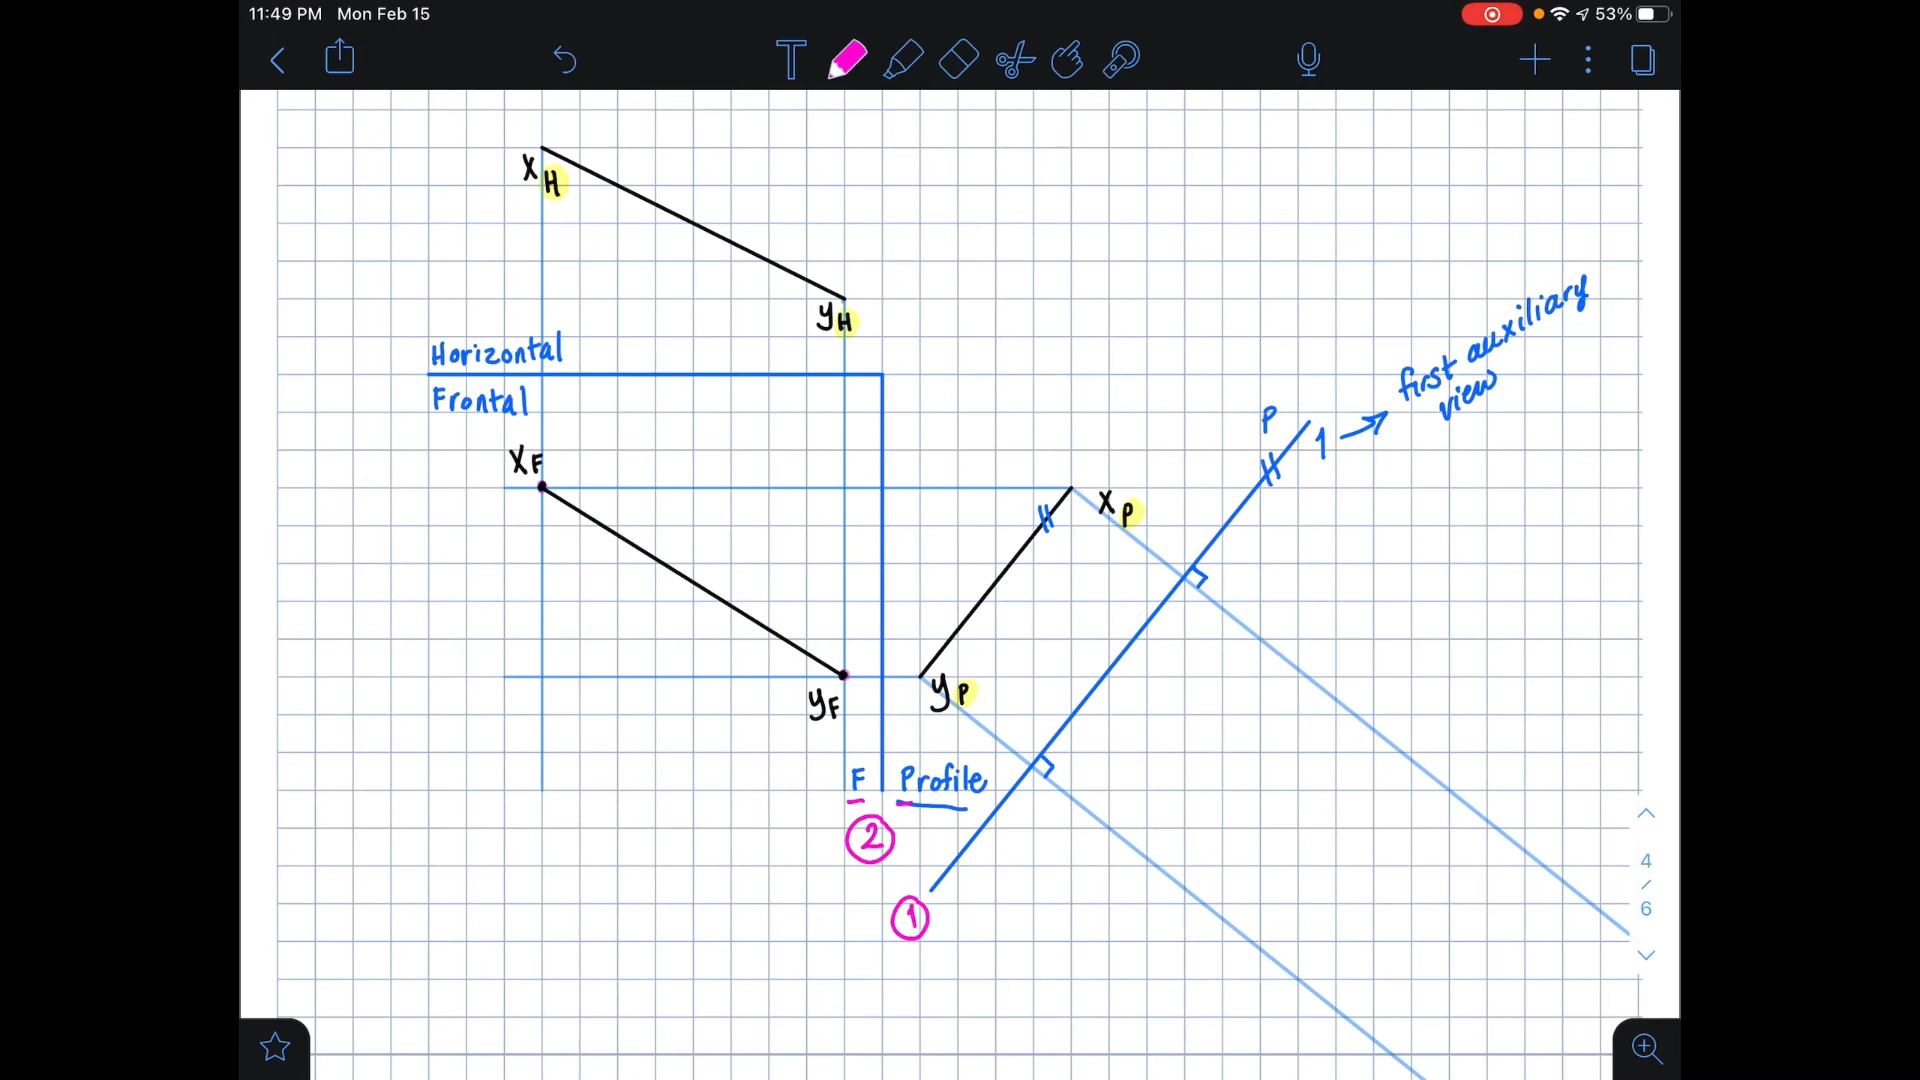 11:49 PM Mon Feb 15
53%
T
X H
y H
Horizontal
Frontal
first auxiliary
view
P
1
X F
X P
y F
y P
F Profile
2
1
4
/
6